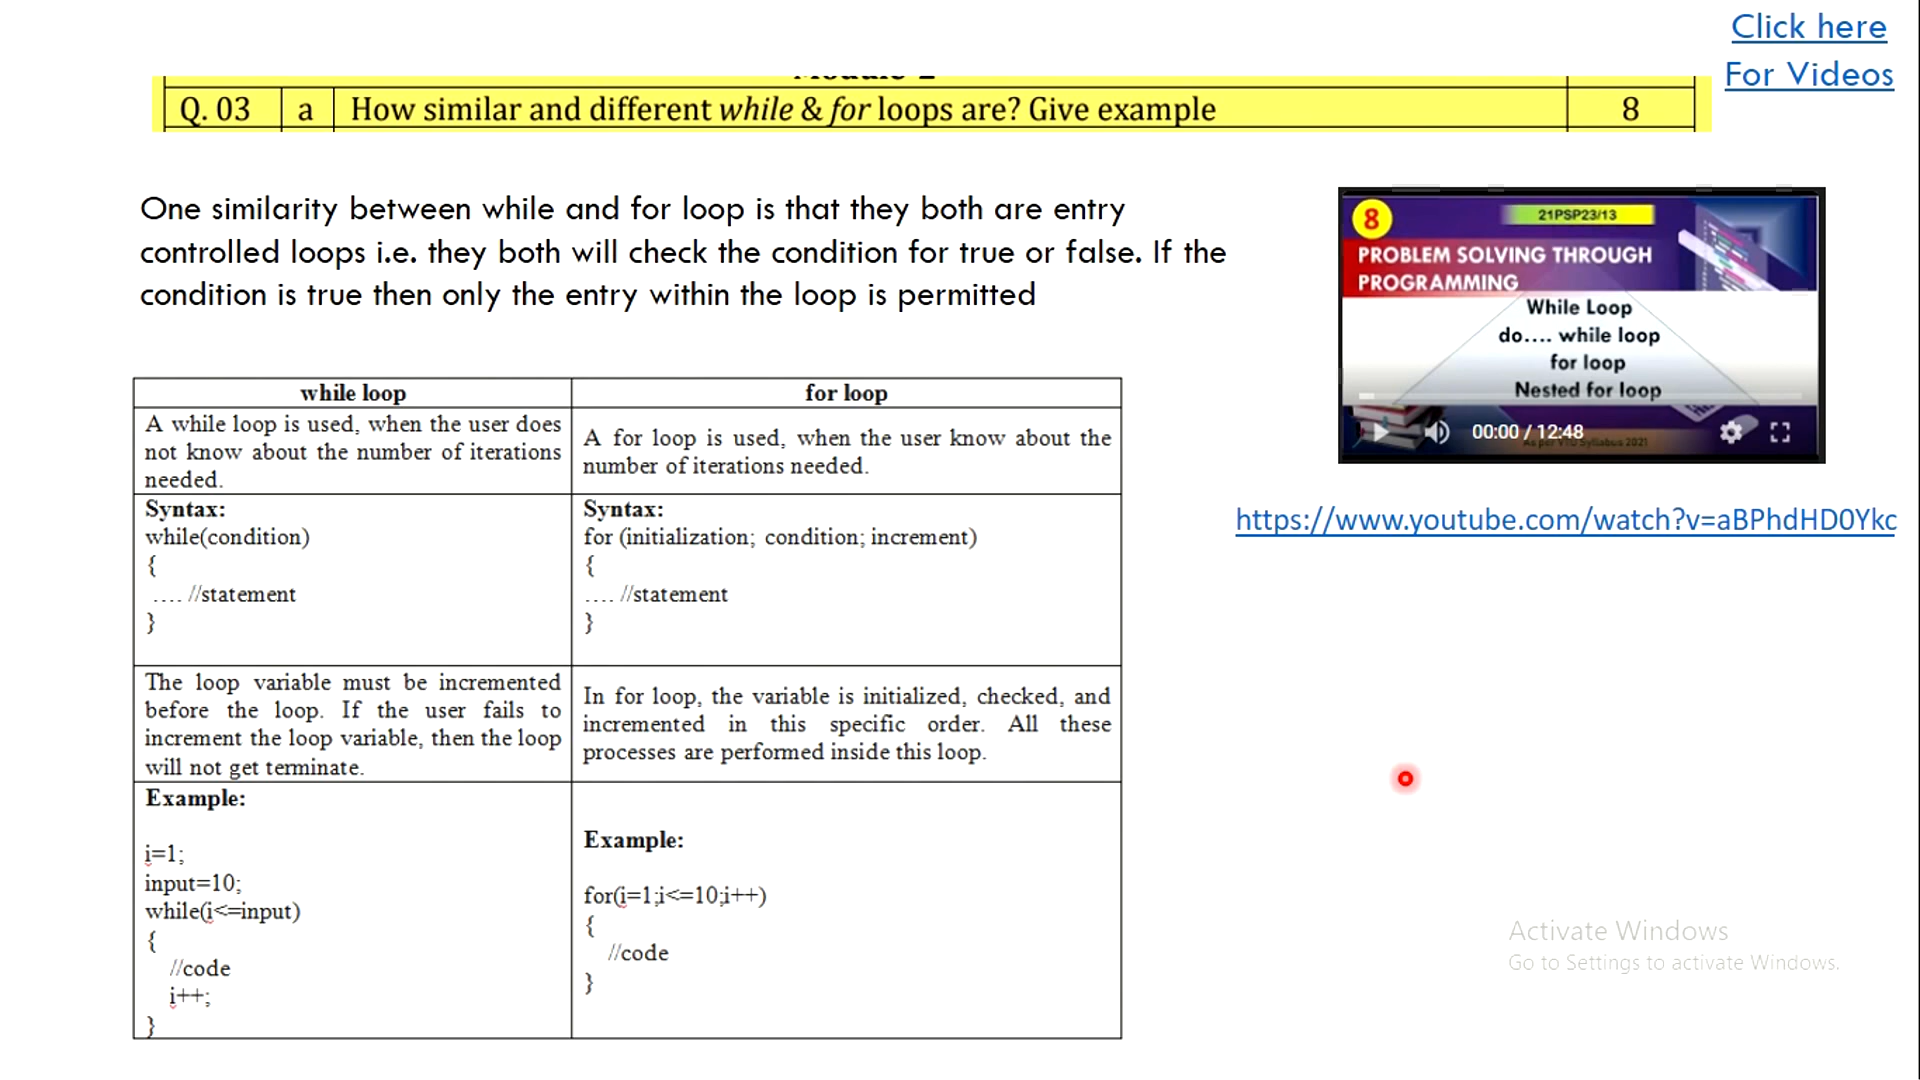 Click here
For Videos
Q. 03 a How similar and different while & for loops are? Give example 8
One similarity between while and for loop is that they both are entry
controlled loops i.e. they both will check the condition for true or false. If the
condition is true then only the entry within the loop is permitted
8
21PSP23/13
PROBLEM SOLVING THROUGH
PROGRAMMING
While Loop
do.... while loop
for loop
Nested for loop
00:00 / 12:48
As per VTU Syllabus 2021
https://www.youtube.com/watch?v=aBPhdHD0Ykc
while loop
for loop
A while loop is used, when the user does
not know about the number of iterations
needed.
A for loop is used, when the user know about the
number of iterations needed.
Syntax:
while(condition)
{
.... //statement
}
Syntax:
for (initialization; condition; increment)
{
.... //statement
}
The loop variable must be incremented
before the loop. If the user fails to
increment the loop variable, then the loop
will not get terminate.
In for loop, the variable is initialized, checked, and
incremented in this specific order. All these
processes are performed inside this loop.
Example:
i=1;
input=10;
while(i<=input)
{
//code
i++;
}
Example:
for(i=1;i<=10;i++)
{
//code
}
Activate Windows
Go to Settings to activate Windows.